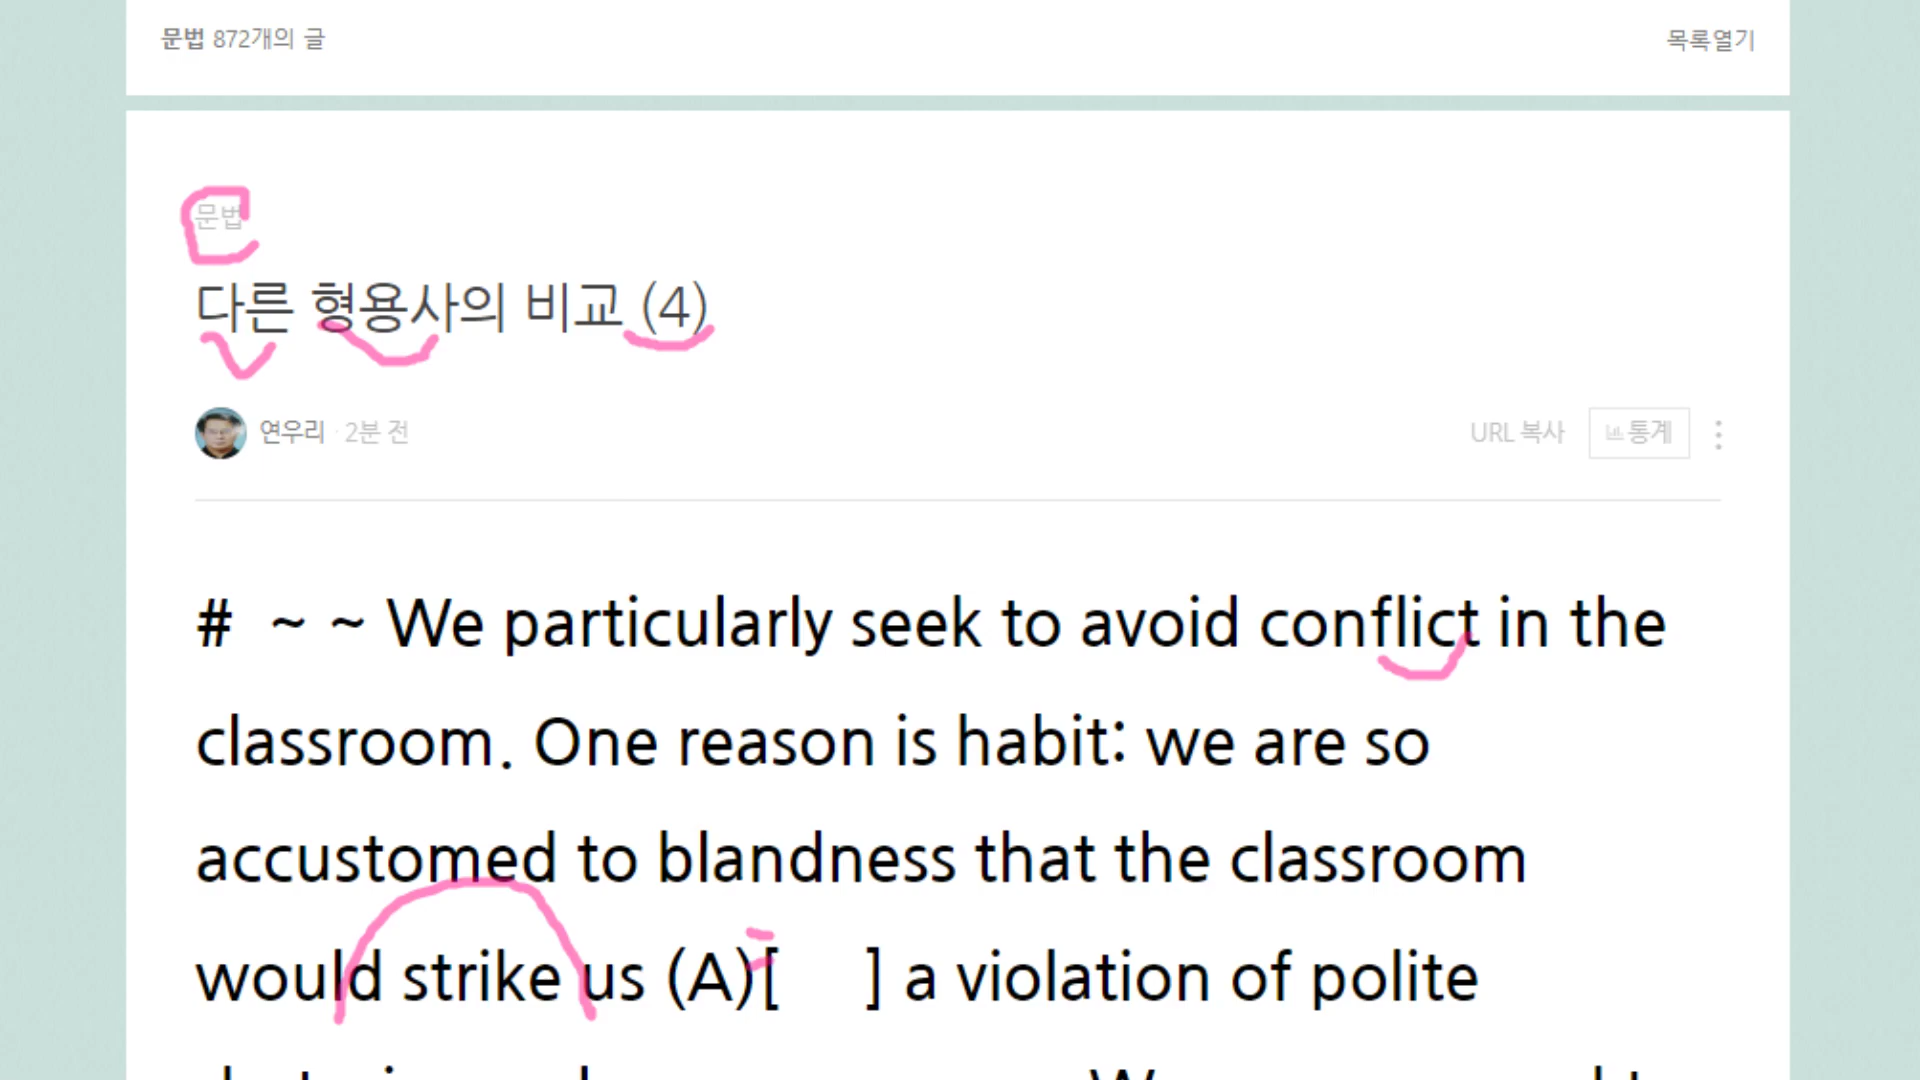 문법 872개의 글
목록열기
문법
다른 형용사의 비교 (4)
연우리 · 2분 전
URL 복사
통계
# ~ ~ We particularly seek to avoid conflict in the
classroom. One reason is habit: we are so
accustomed to blandness that the classroom
would strike us (A)[ ] a violation of polite